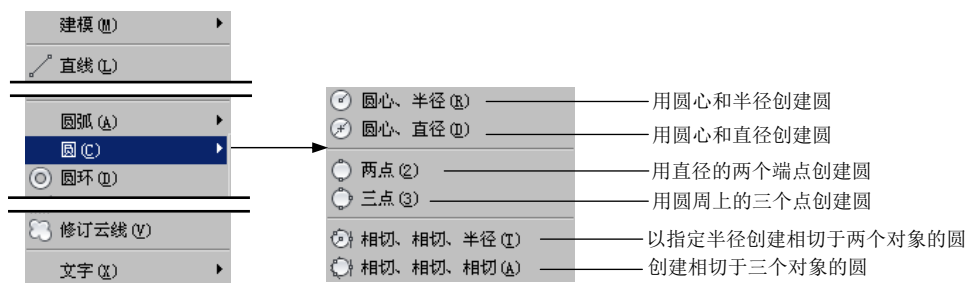 建模(M)
直线(L)
圆弧(A)
圆(C)
圆环(D)
修订云线(V)
文字(X)
圆心、半径(R)
用圆心和半径创建圆
圆心、直径(D)
用圆心和直径创建圆
两点(2)
用直径的两个端点创建圆
三点(3)
用圆周上的三个点创建圆
相切、相切、半径(T)
以指定半径创建相切于两个对象的圆
相切、相切、相切(A)
创建相切于三个对象的圆